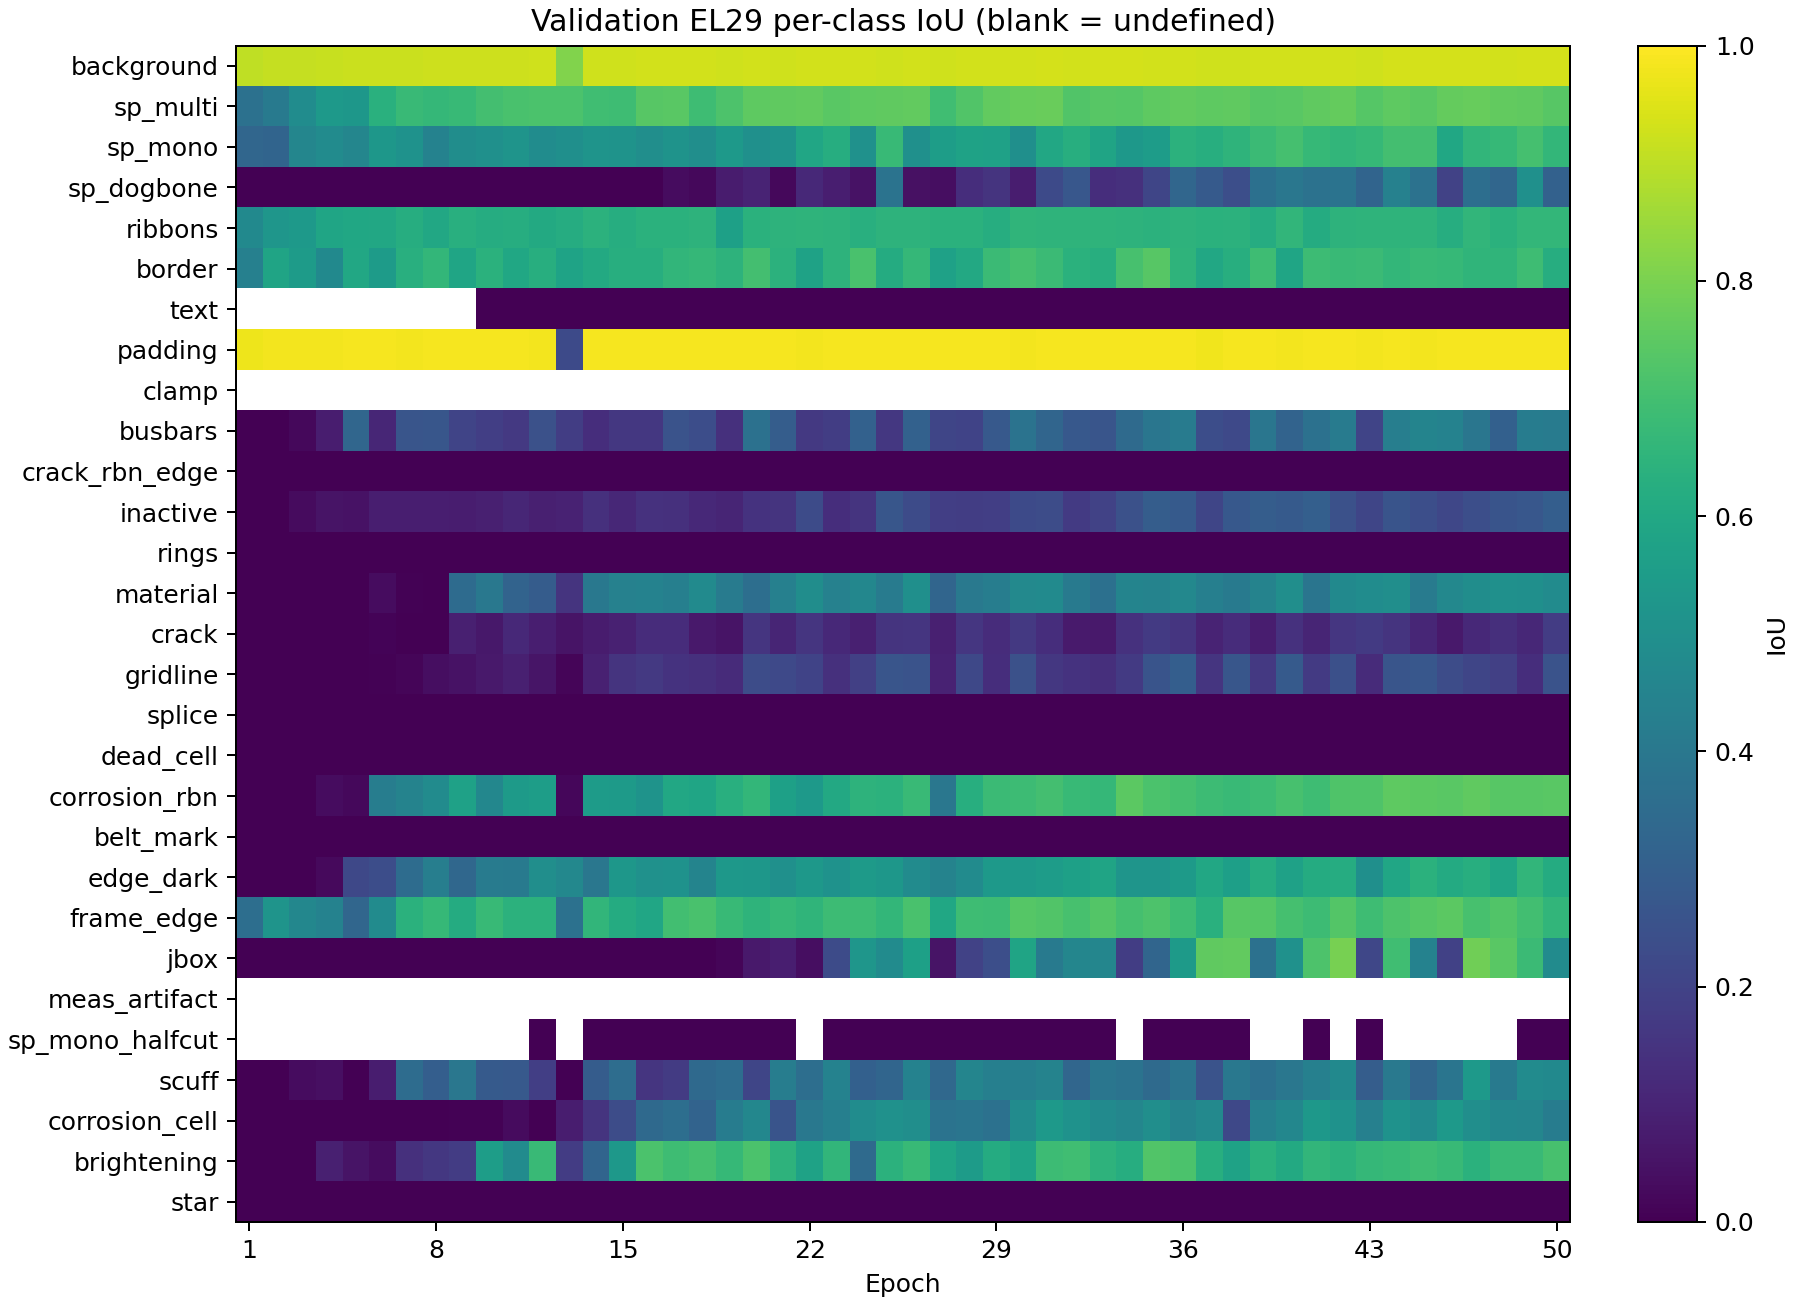 Validation EL29 per-class IoU (blank = undefined)
background
sp_multi
sp_mono
sp_dogbone
ribbons
border
text
padding
clamp
busbars
crack_rbn_edge
inactive
rings
material
crack
gridline
splice
dead_cell
corrosion_rbn
belt_mark
edge_dark
frame_edge
jbox
meas_artifact
sp_mono_halfcut
scuff
corrosion_cell
brightening
star
1 8 15 22 29 36 43 50
Epoch
1.0
0.8
0.6
0.4
0.2
0.0
IoU